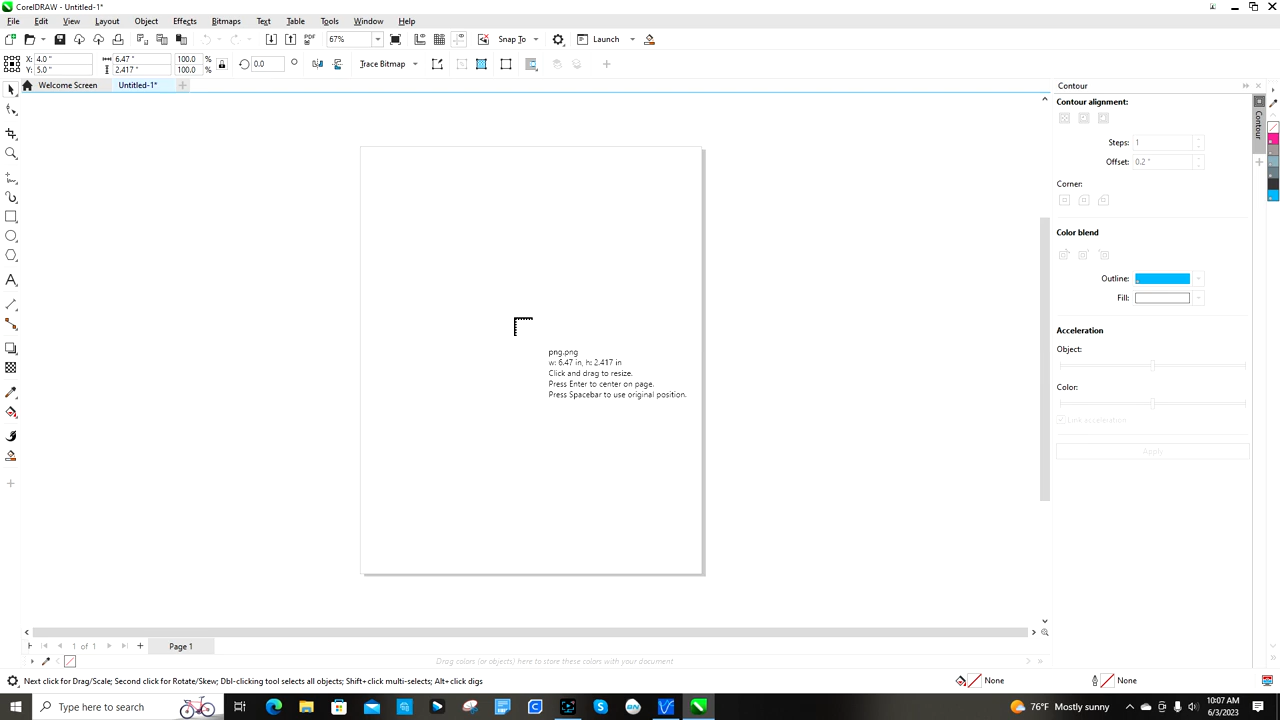 CorelDRAW - Untitled-1*
File Edit View Layout Object Effects Bitmaps Text Table Tools Window Help
67% Snap To Launch
X: 4.0 " 6.47 " 100.0 %
Y: 5.0 " 2.417 " 100.0 %
0.0 Trace Bitmap
Welcome Screen Untitled-1*
Contour
Contour alignment:
Steps: 1
Offset: 0.2 "
Corner:
Color blend
Outline:
Fill:
Acceleration
Object:
Color:
Link acceleration
Apply
Contour
png.png
w: 6.47 in, h: 2.417 in
Click and drag to resize.
Press Enter to center on page.
Press Spacebar to use original position.
1 of 1 Page 1
Drag colors (or objects) here to store these colors with your document
Next click for Drag/Scale; Second click for Rotate/Skew; Dbl-clicking tool selects all objects; Shift+click multi-selects; Alt+click digs
None None
Type here to search
76°F Mostly sunny
10:07 AM
6/3/2023